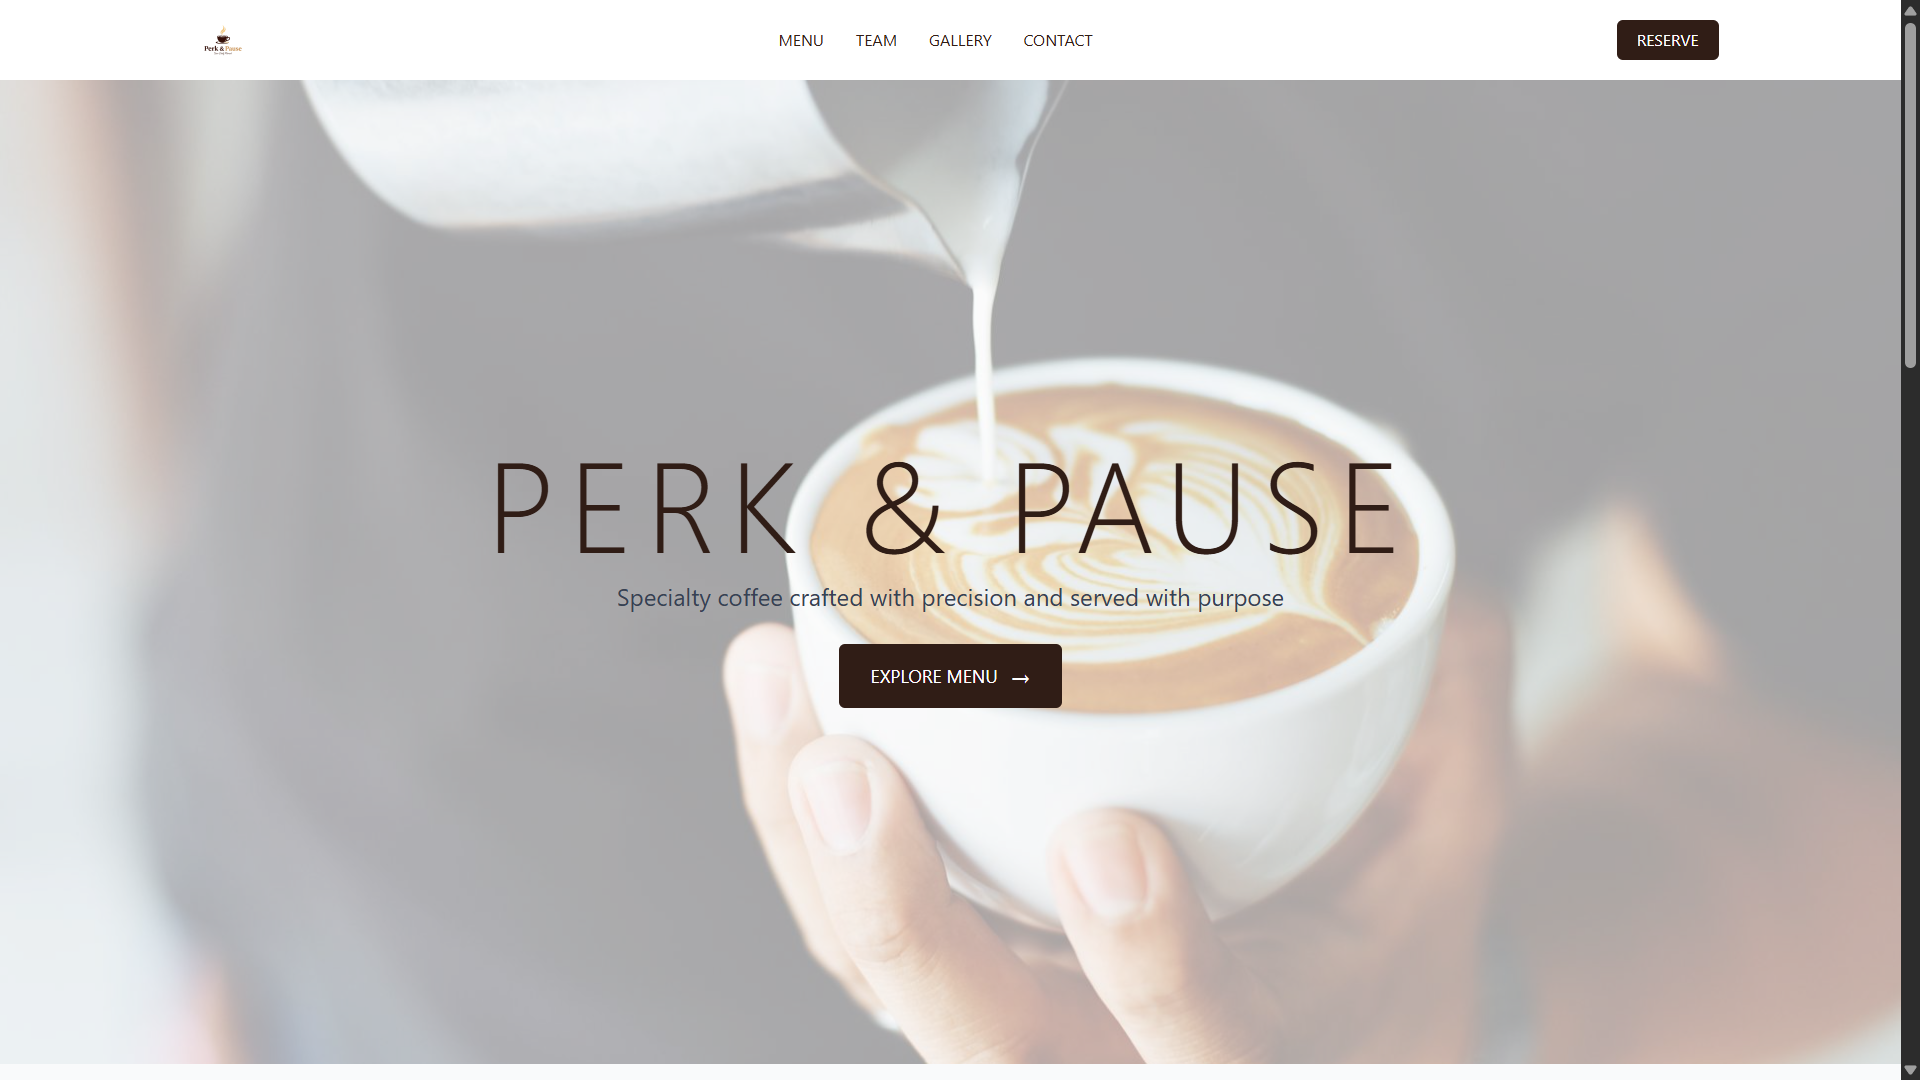 Perk & Pause
MENU
TEAM
GALLERY
CONTACT
RESERVE
PERK & PAUSE
Specialty coffee crafted with precision and served with purpose
EXPLORE MENU →